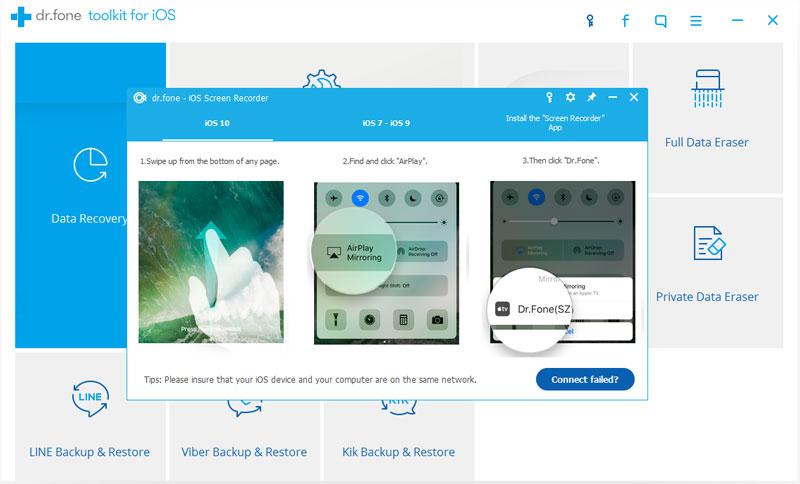 dr.fone toolkit for iOS
dr.fone - iOS Screen Recorder
iOS 10
iOS 7 - iOS 9
Install the "Screen Recorder"
App
1.Swipe up from the bottom of any page.
2.Find and click "AirPlay".
3.Then click "Dr.Fone".
AirPlay
Mirroring
AirDrop:
Receiving Off
Night Shift: Off
AirPlay
Mirroring
AirDrop:
Receiving Off
tv
Dr.Fone(SZ
Tips: Please insure that your iOS device and your computer are on the same network.
Connect failed?
Data Recovery
Full Data Eraser
Private Data Eraser
LINE
LINE Backup & Restore
Viber Backup & Restore
KIK
Kik Backup & Restore